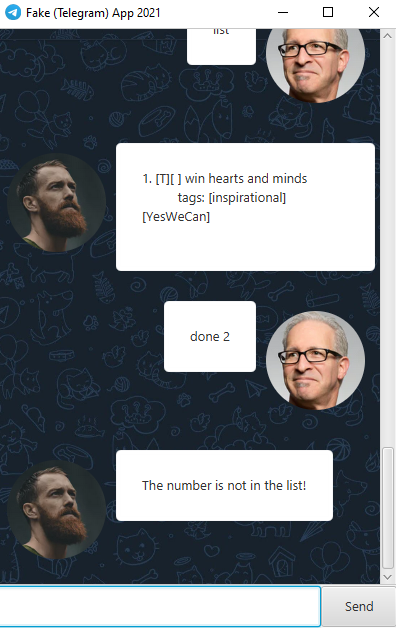 Fake (Telegram) App 2021
list
1. [T][ ] win hearts and minds
tags: [inspirational]
[YesWeCan]
done 2
The number is not in the list!
Send